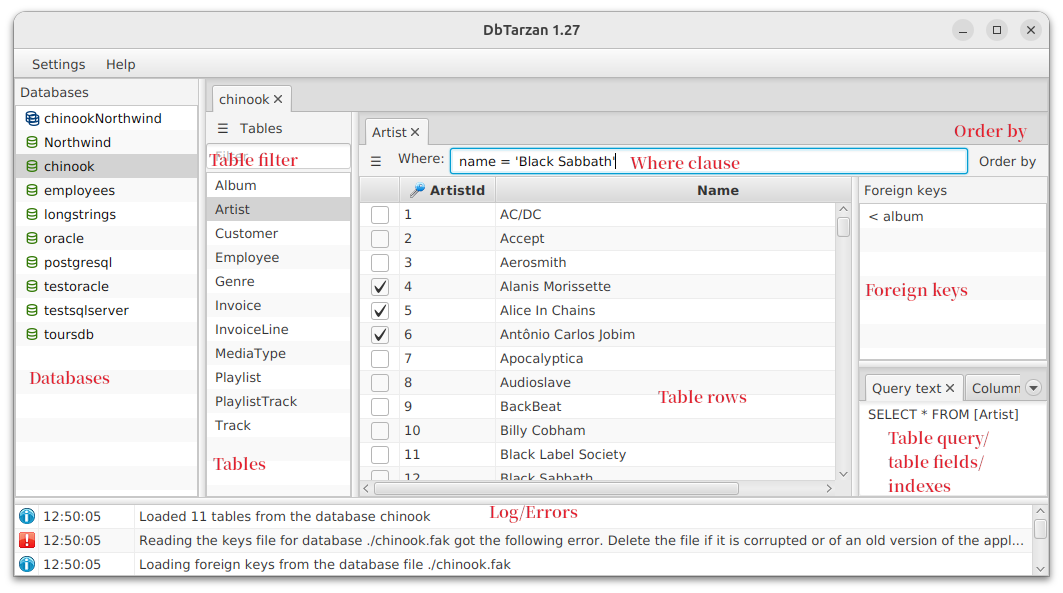 DbTarzan 1.27
Settings Help
Databases
chinookNorthwind
Northwind
chinook
employees
longstrings
oracle
postgresql
testoracle
testsqlserver
toursdb
Databases
chinook
Tables
Table filter
Album
Artist
Customer
Employee
Genre
Invoice
InvoiceLine
MediaType
Playlist
PlaylistTrack
Track
Tables
Artist
Order by
Where: name = 'Black Sabbath' Where clause Order by
ArtistId Name
1 AC/DC
2 Accept
3 Aerosmith
4 Alanis Morissette
5 Alice In Chains
6 Antônio Carlos Jobim
7 Apocalyptica
8 Audioslave
9 BackBeat
10 Billy Cobham
11 Black Label Society
12 Black Sabbath
Table rows
Foreign keys
< album
Foreign keys
Query text Column
SELECT * FROM [Artist]
Table query/
table fields/
indexes
Log/Errors
12:50:05 Loaded 11 tables from the database chinook
12:50:05 Reading the keys file for database ./chinook.fak got the following error. Delete the file if it is corrupted or of an old version of the appl...
12:50:05 Loading foreign keys from the database file ./chinook.fak